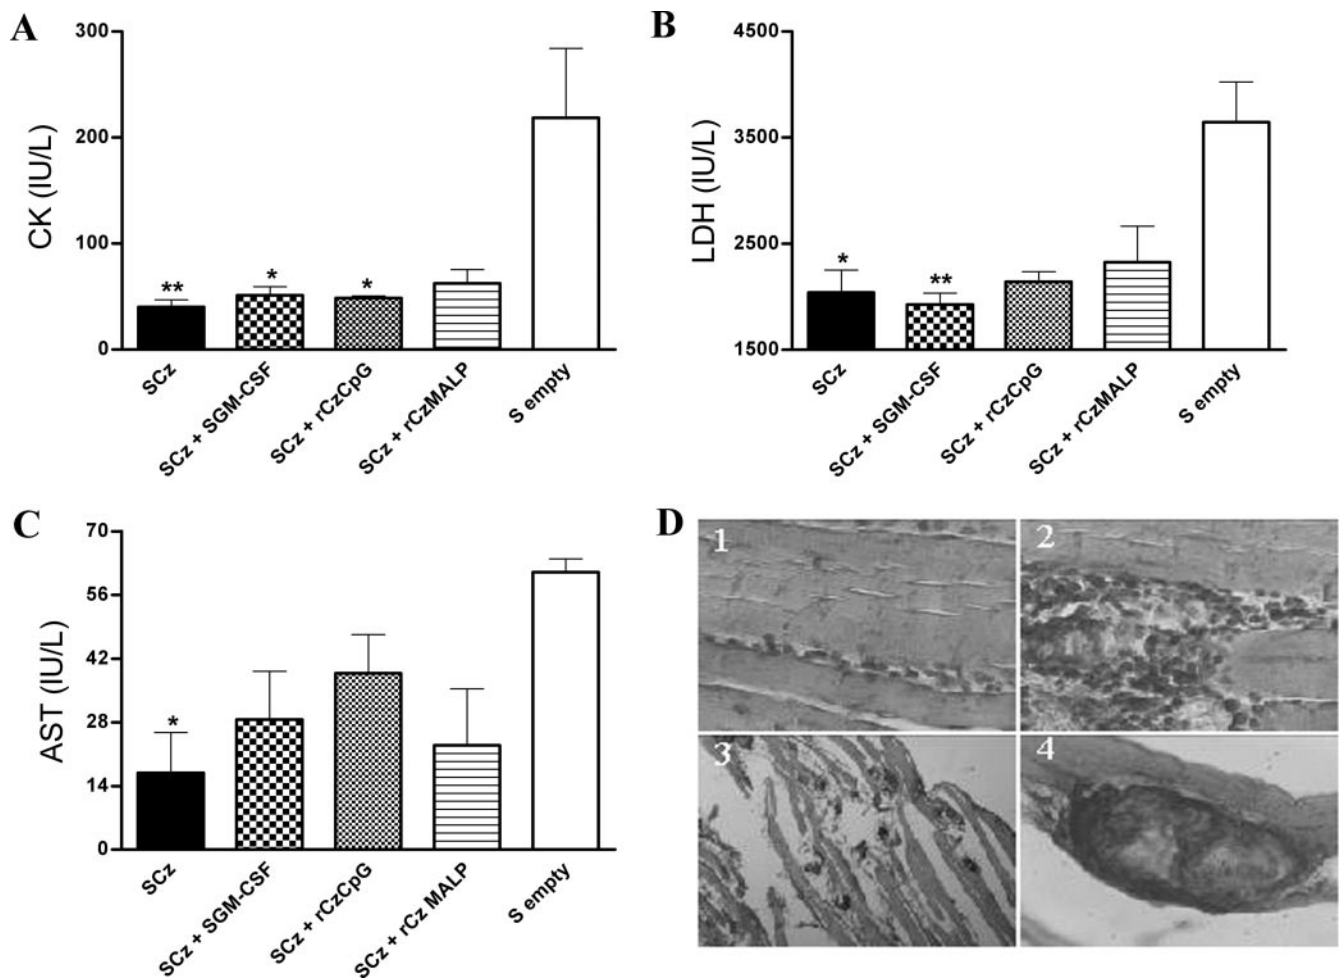 A
300
200
100
0
CK (IU/L)
**
*
*
SCz
SCz + SGM-CSF
SCz + rCzCpG
SCz + rCzMALP
S empty
B
4500
3500
2500
1500
LDH (IU/L)
*
**
SCz
SCz + SGM-CSF
SCz + rCzCpG
SCz + rCzMALP
S empty
C
70
56
42
28
14
0
AST (IU/L)
*
SCz
SCz + SGM-CSF
SCz + rCzCpG
SCz + rCz MALP
S empty
D
1
2
3
4